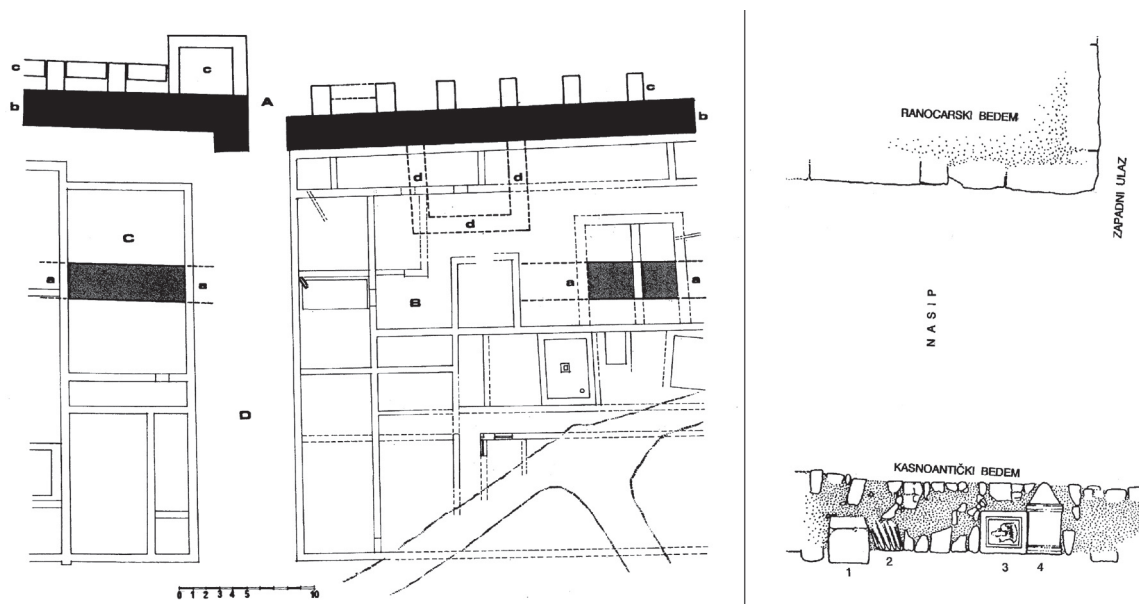 c
c
b
A
c
b
d
d
d
C
a
a
B
a
a
D
0 1 2 3 4 5 10
RANOCARSKI BEDEM
ZAPADNI ULAZ
NASIP
KASNOANTIČKI BEDEM
1 2 3 4